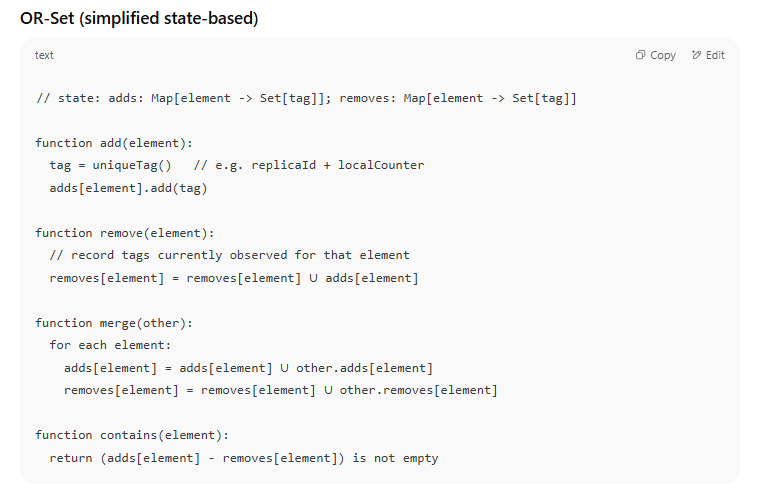 OR-Set (simplified state-based)
text
Copy
Edit
// state: adds: Map[element -> Set[tag]]; removes: Map[element -> Set[tag]]
function add(element):
  tag = uniqueTag()   // e.g. replicaId + localCounter
  adds[element].add(tag)
function remove(element):
  // record tags currently observed for that element
  removes[element] = removes[element] ∪ adds[element]
function merge(other):
  for each element:
    adds[element] = adds[element] ∪ other.adds[element]
    removes[element] = removes[element] ∪ other.removes[element]
function contains(element):
  return (adds[element] - removes[element]) is not empty